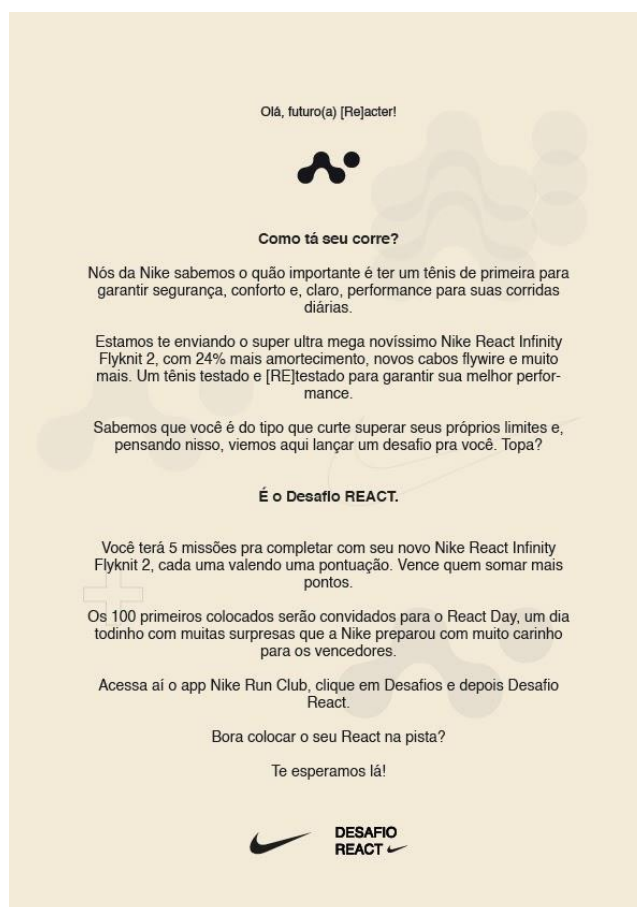 Olá, futuro(a) [Re]acter!
Como tá seu corre?
Nós da Nike sabemos o quão importante é ter um tênis de primeira para
garantir segurança, conforto e, claro, performance para suas corridas
diárias.
Estamos te enviando o super ultra mega novíssimo Nike React Infinity
Flyknit 2, com 24% mais amortecimento, novos cabos flywire e muito
mais. Um tênis testado e [RE]testado para garantir sua melhor perfor-
mance.
Sabemos que você é do tipo que curte superar seus próprios limites e,
pensando nisso, viemos aqui lançar um desafio pra você. Topa?
É o Desafio REACT.
Você terá 5 missões pra completar com seu novo Nike React Infinity
Flyknit 2, cada uma valendo uma pontuação. Vence quem somar mais
pontos.
Os 100 primeiros colocados serão convidados para o React Day, um dia
todinho com muitas surpresas que a Nike preparou com muito carinho
para os vencedores.
Acessa aí o app Nike Run Club, clique em Desafios e depois Desafio
React.
Bora colocar o seu React na pista?
Te esperamos lá!
DESAFIO
REACT